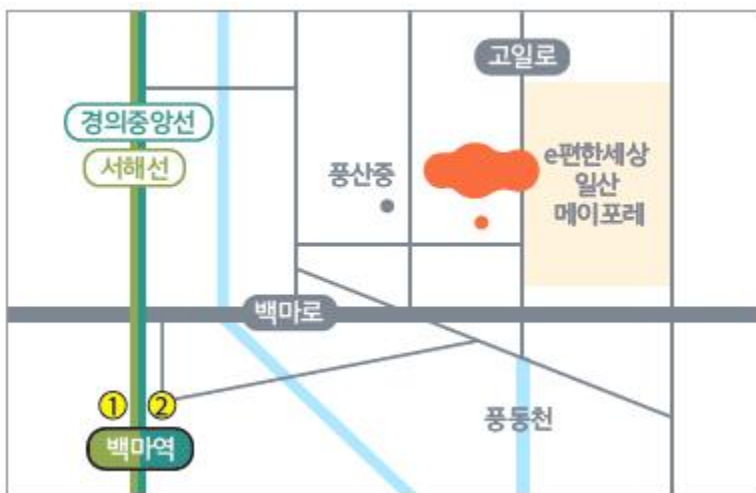 고일로
경의중앙선
서해선
풍산중
e편한세상
일산
메이포레
백마로
① ②
풍동천
백마역